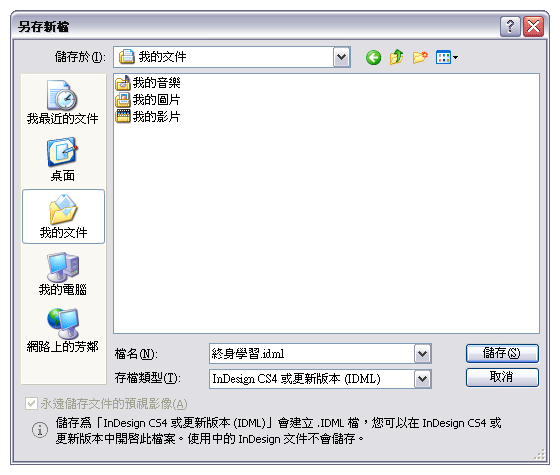 另存新檔
儲存於(I):
我的文件
我最近的文件
桌面
我的文件
我的電腦
網路上的芳鄰
我的音樂
我的圖片
我的影片
檔名(N):
終身學習.idml
儲存(S)
存檔類型(T):
InDesign CS4 或更新版本 (IDML)
取消
永遠儲存文件的預視影像(A)
儲存為「InDesign CS4 或更新版本 (IDML)」會建立 .IDML 檔，您可以在 InDesign CS4 或
更新版本中開啓此檔案。使用中的 InDesign 文件不會儲存。